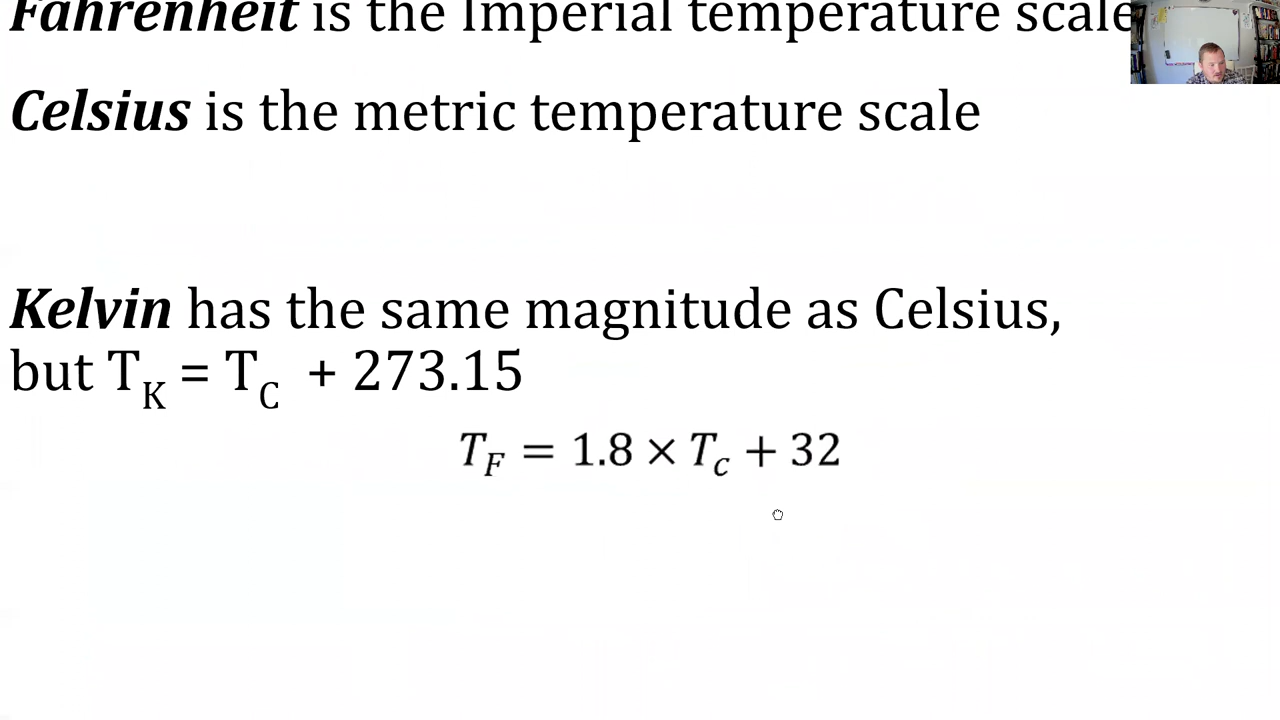 Fahrenheit is the Imperial temperature scale
Celsius is the metric temperature scale
Kelvin has the same magnitude as Celsius,
but T_K = T_C + 273.15
T_F = 1.8 × T_c + 32